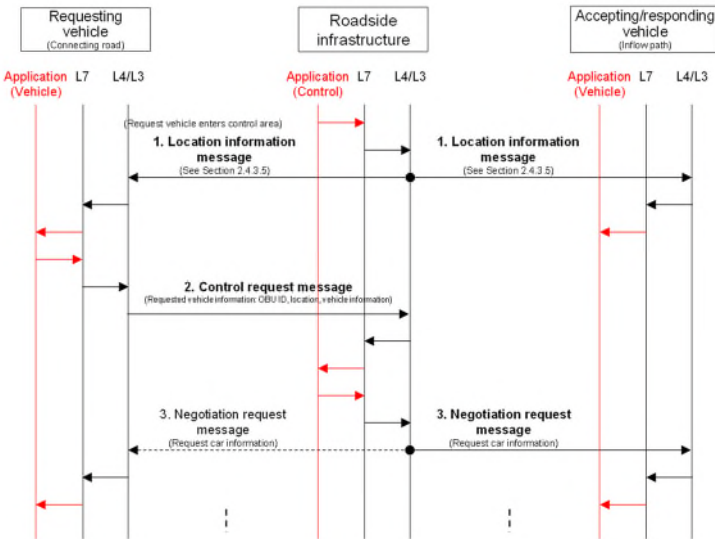 Requesting
vehicle
(Connecting road)
Roadside
infrastructure
Accepting/responding
vehicle
(Inflow path)
Application
(Vehicle)
L7
L4/L3
Application
(Control)
L7
L4/L3
Application
(Vehicle)
L7
L4/L3
(Request vehicle enters control area)
1. Location information
message
(See Section 2.4.3.5)
1. Location information
message
(See Section 2.4.3.5)
2. Control request message
(Requested vehicle information: OBU ID, location, vehicle information)
3. Negotiation request
message
(Request car information)
3. Negotiation request
message
(Request car information)